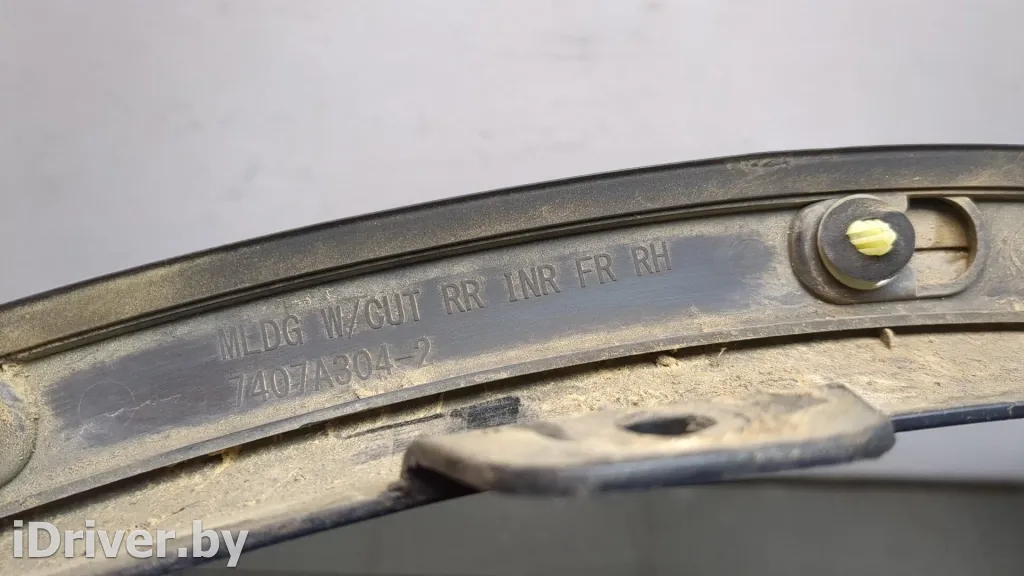 MLDG W/CUT RR INR FR RH
7407A304-2
iDriver.by